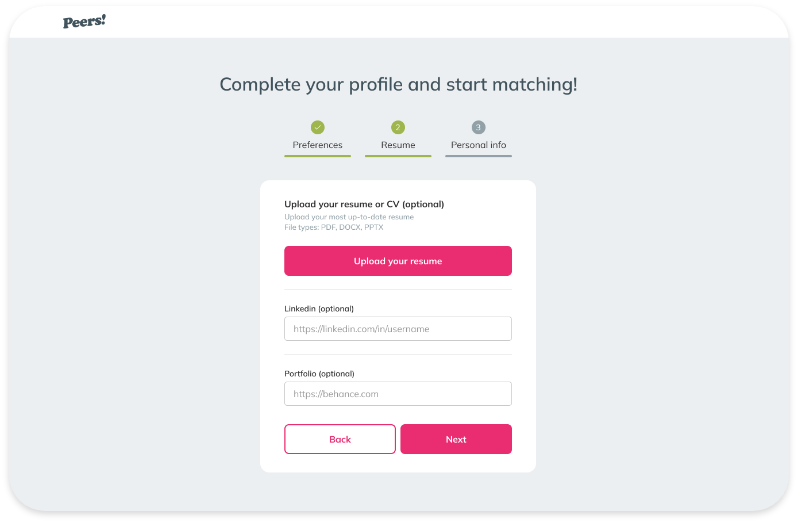 Peers!
Complete your profile and start matching!
2
3
Preferences
Resume
Personal info
Upload your resume or CV (optional)
Upload your most up-to-date resume
File types: PDF, DOCX, PPTX
Upload your resume
Linkedin (optional)
https://linkedin.com/in/username
Portfolio (optional)
https://behance.com
Back
Next